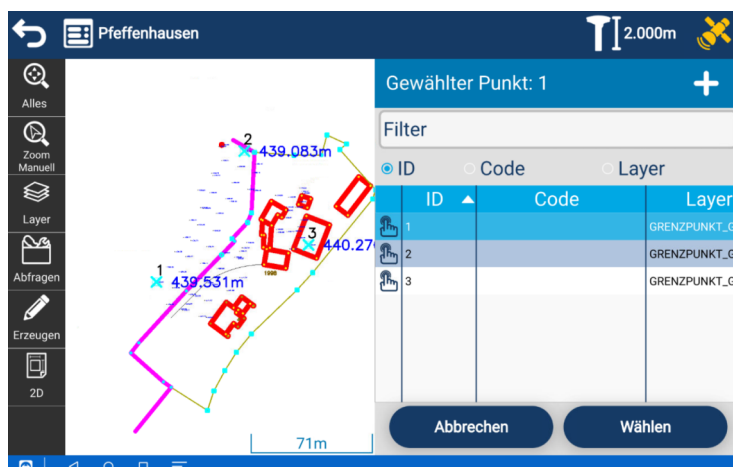 Pfeffenhausen
2.000m
Alles
Zoom
Manuell
Layer
Abfragen
Erzeugen
2D
2
439.083m
3
440.27
1
439.531m
1996
71m
Gewählter Punkt: 1
Filter
ID Code Layer
ID Code Layer
1 GRENZPUNKT_G
2 GRENZPUNKT_G
3 GRENZPUNKT_G
Abbrechen Wählen